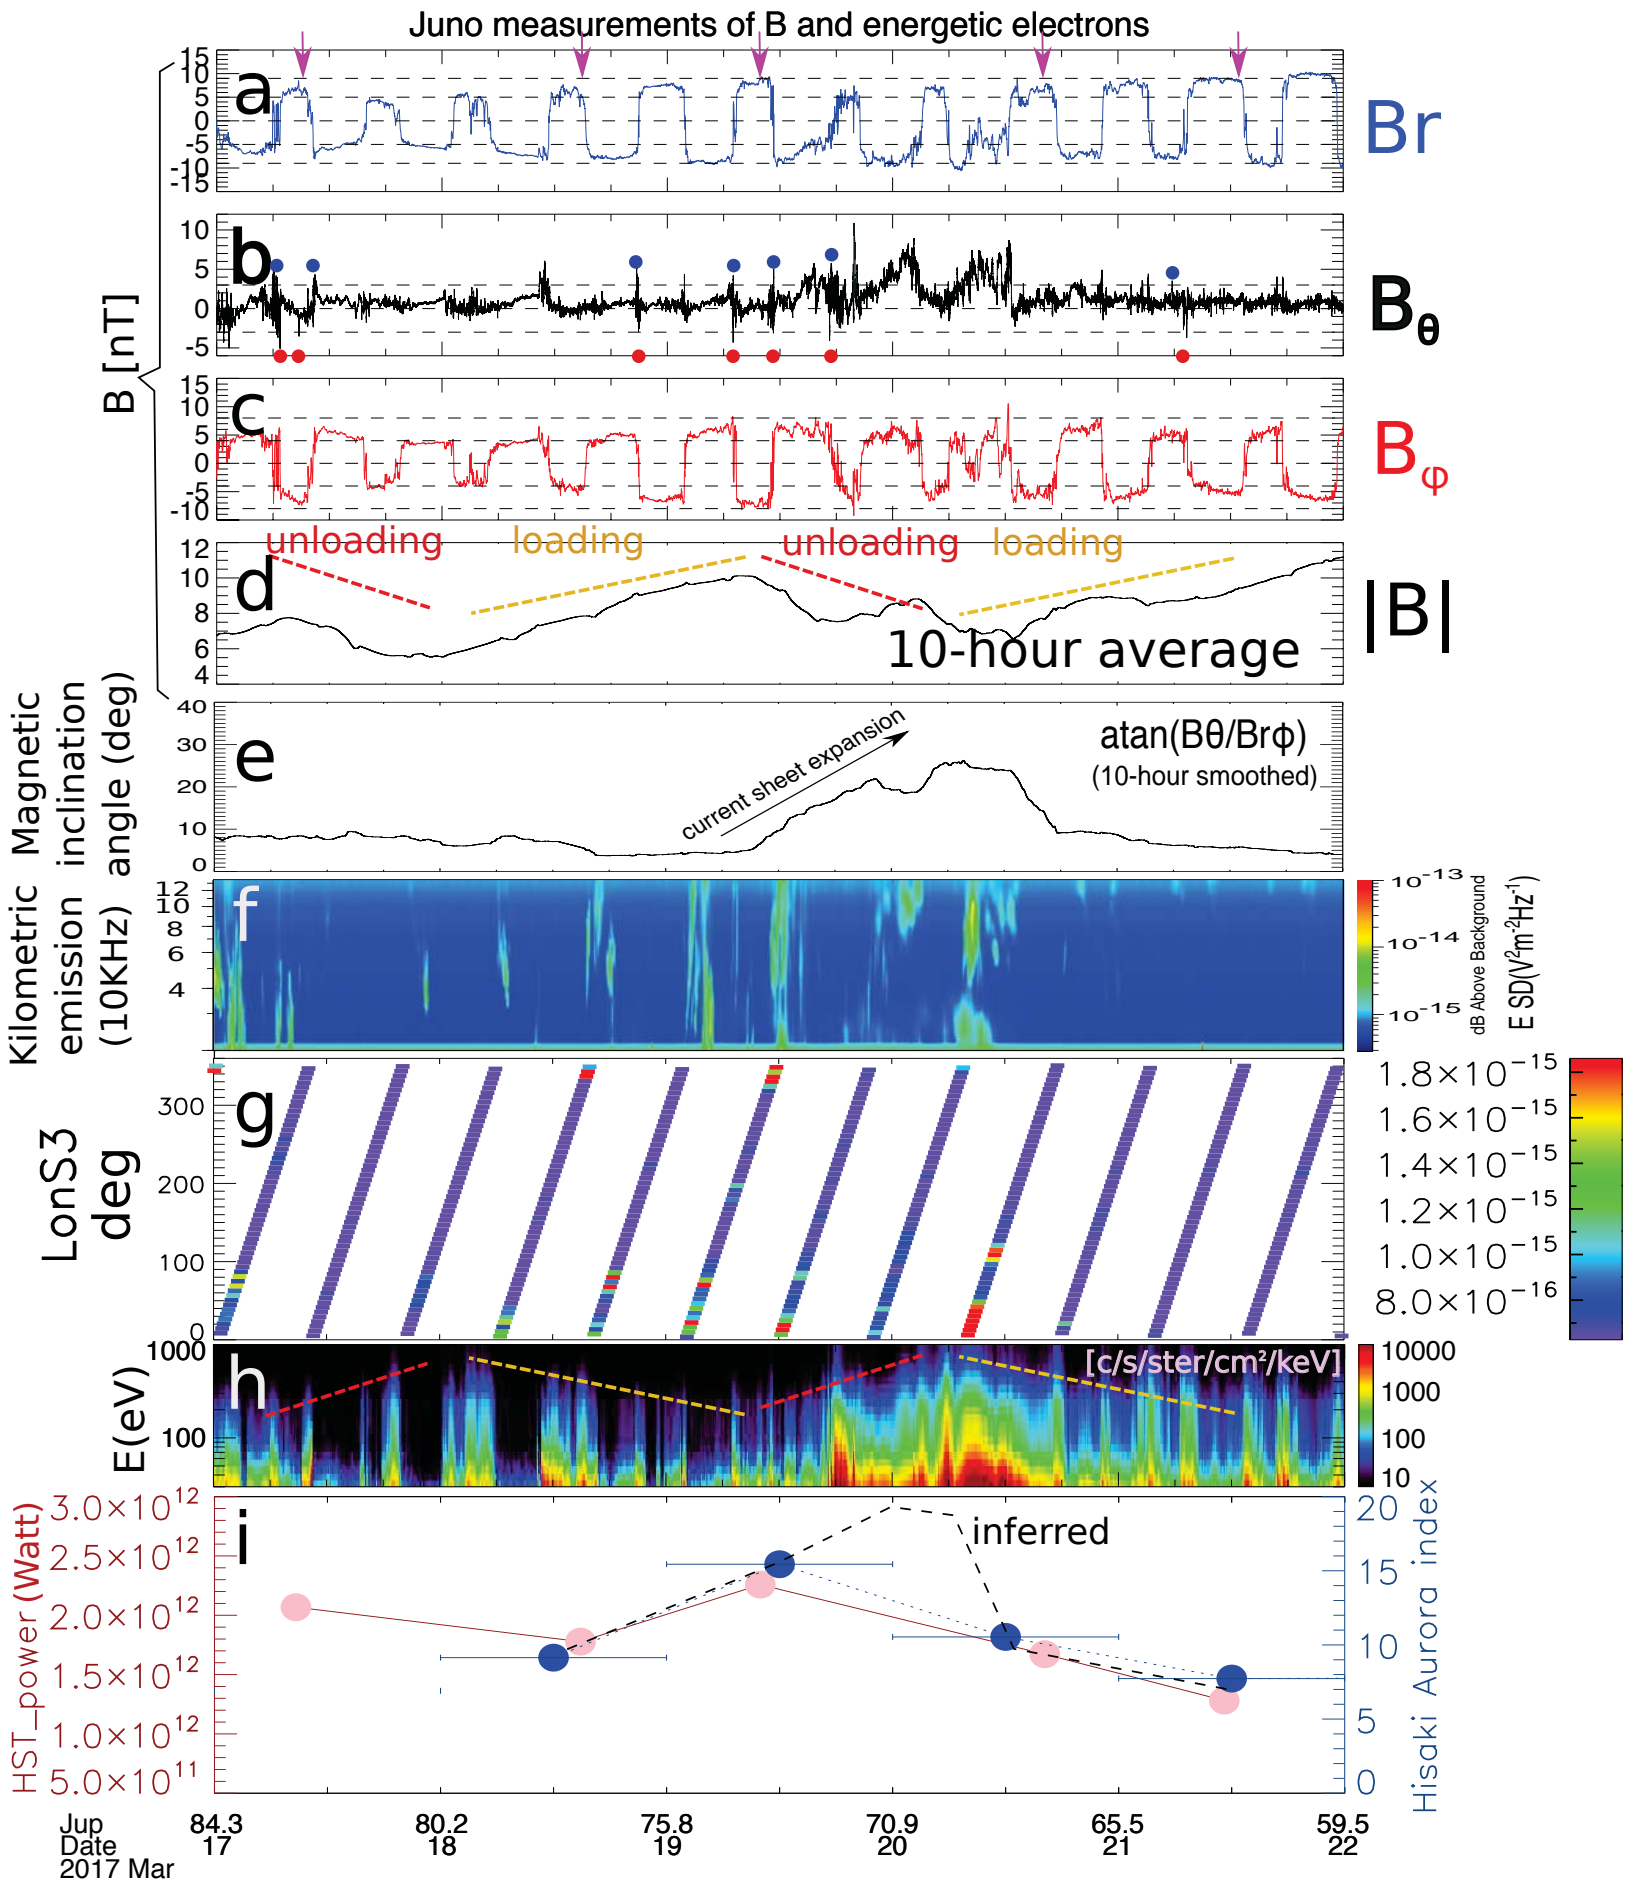 Juno measurements of B and energetic electrons
B [nT]
15
10
5
0
-5
-10
-15
a
Br
10
5
0
-5
b
Bθ
15
10
5
0
-5
-10
c
Bφ
unloading
loading
unloading
loading
12
10
8
6
4
d
10-hour average
|B|
Magnetic
inclination
angle (deg)
40
30
20
10
0
e
current sheet expansion
atan(Bθ/Brφ)
(10-hour smoothed)
Kilometric
emission
(10KHz)
12
10
8
6
4
f
10⁻¹³
10⁻¹⁴
10⁻¹⁵
dB Above Background
E SD(V²m⁻²Hz⁻¹)
LonS3
deg
300
200
100
0
g
1.8×10⁻¹⁵
1.6×10⁻¹⁵
1.4×10⁻¹⁵
1.2×10⁻¹⁵
1.0×10⁻¹⁵
8.0×10⁻¹⁶
E(eV)
1000
100
h
[c/s/ster/cm²/keV]
10000
1000
100
10
HST_power (Watt)
3.0×10¹²
2.5×10¹²
2.0×10¹²
1.5×10¹²
1.0×10¹²
5.0×10¹¹
i
inferred
20
15
10
5
0
Hisaki Aurora index
Jup 84.3 80.2 75.8 70.9 65.5 59.5
Date 17 18 19 20 21 22
2017 Mar